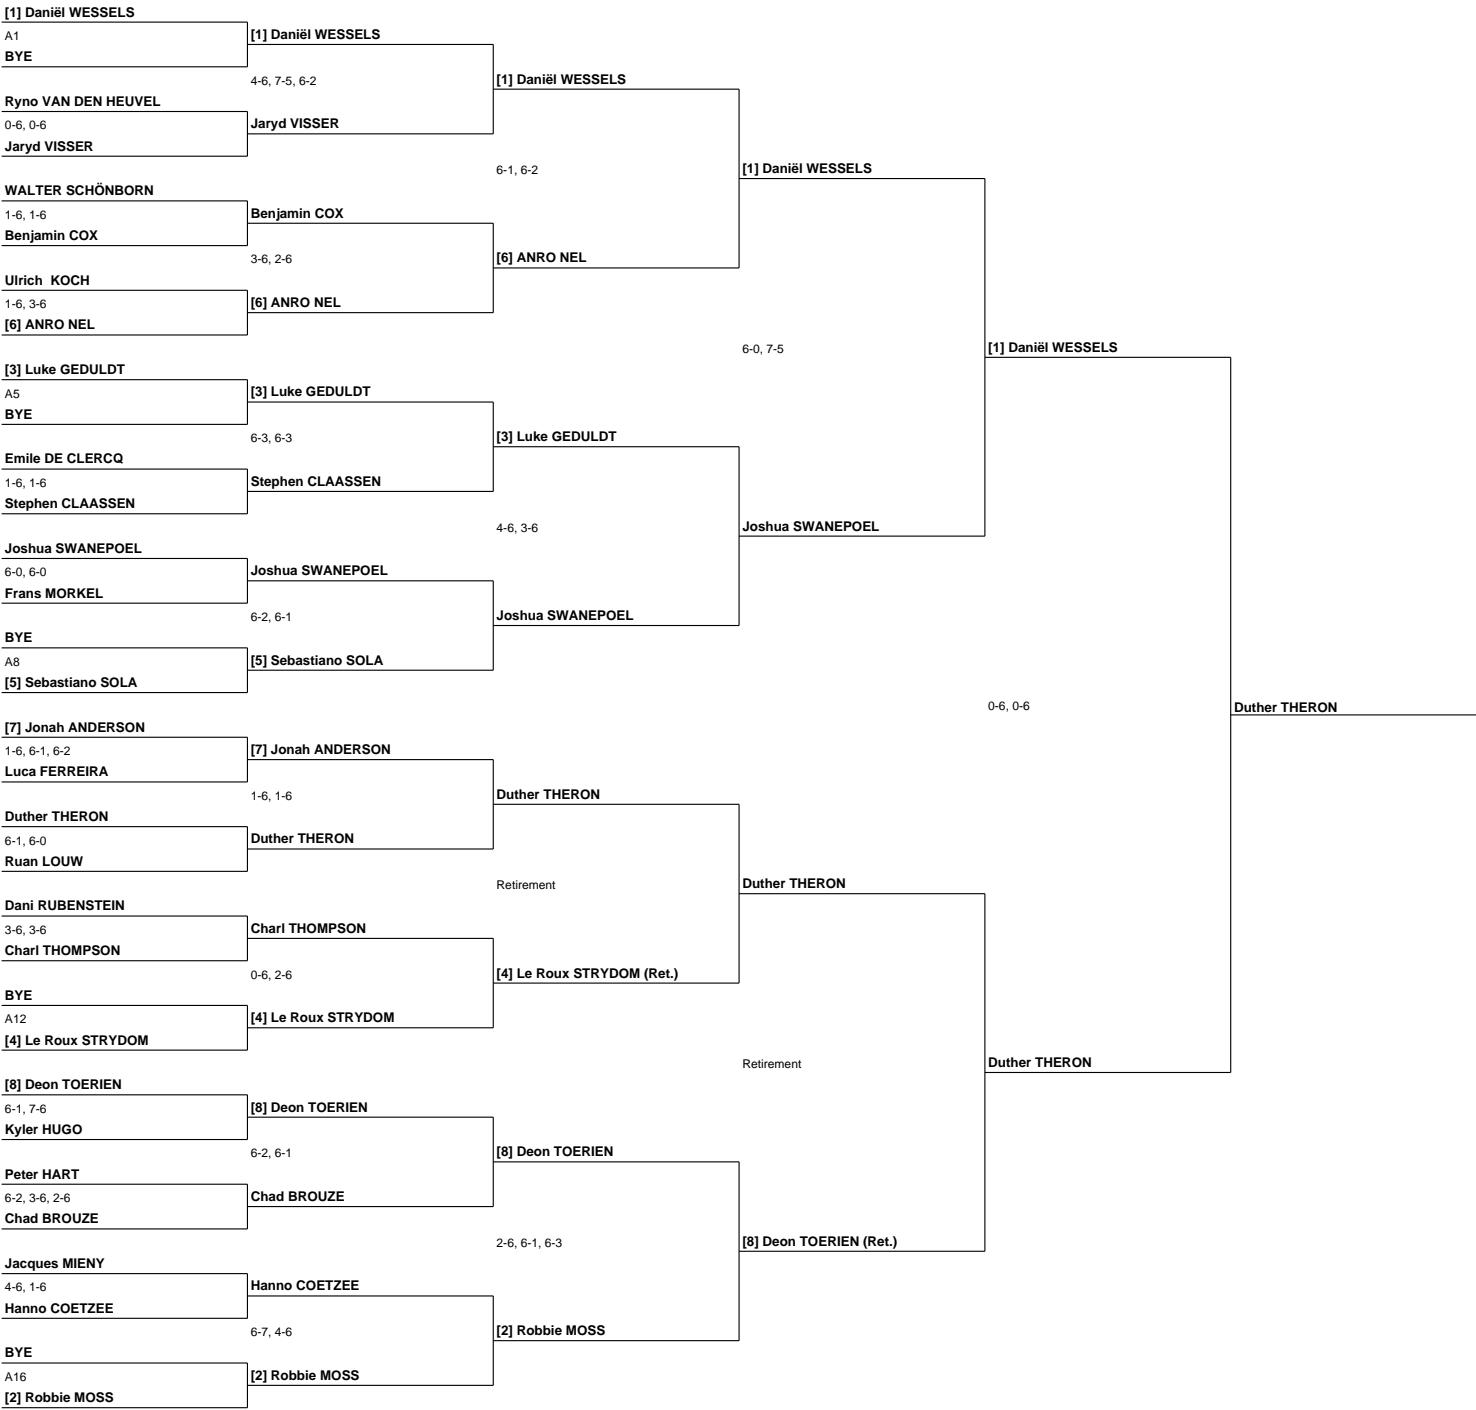 [1] Daniël WESSELS
A1
BYE
Ryno VAN DEN HEUVEL
0-6, 0-6
Jaryd VISSER
WALTER SCHÖNBORN
1-6, 1-6
Benjamin COX
Ulrich  KOCH
1-6, 3-6
[6] ANRO NEL
[3] Luke GEDULDT
A5
BYE
Emile DE CLERCQ
1-6, 1-6
Stephen CLAASSEN
Joshua SWANEPOEL
6-0, 6-0
Frans MORKEL
BYE
A8
[5] Sebastiano SOLA
[7] Jonah ANDERSON
1-6, 6-1, 6-2
Luca FERREIRA
Duther THERON
6-1, 6-0
Ruan LOUW
Dani RUBENSTEIN
3-6, 3-6
Charl THOMPSON
BYE
A12
[4] Le Roux STRYDOM
[8] Deon TOERIEN
6-1, 7-6
Kyler HUGO
Peter HART
6-2, 3-6, 2-6
Chad BROUZE
Jacques MIENY
4-6, 1-6
Hanno COETZEE
BYE
A16
[2] Robbie MOSS
[1] Daniël WESSELS
4-6, 7-5, 6-2
Jaryd VISSER
Benjamin COX
3-6, 2-6
[6] ANRO NEL
[3] Luke GEDULDT
6-3, 6-3
Stephen CLAASSEN
Joshua SWANEPOEL
6-2, 6-1
[5] Sebastiano SOLA
[7] Jonah ANDERSON
1-6, 1-6
Duther THERON
Charl THOMPSON
0-6, 2-6
[4] Le Roux STRYDOM
[8] Deon TOERIEN
6-2, 6-1
Chad BROUZE
Hanno COETZEE
6-7, 4-6
[2] Robbie MOSS
[1] Daniël WESSELS
6-1, 6-2
[6] ANRO NEL
[3] Luke GEDULDT
4-6, 3-6
Joshua SWANEPOEL
Duther THERON
Retirement
[4] Le Roux STRYDOM (Ret.)
[8] Deon TOERIEN
2-6, 6-1, 6-3
[2] Robbie MOSS
[1] Daniël WESSELS
6-0, 7-5
Joshua SWANEPOEL
Duther THERON
Retirement
[8] Deon TOERIEN (Ret.)
[1] Daniël WESSELS
0-6, 0-6
Duther THERON
Duther THERON